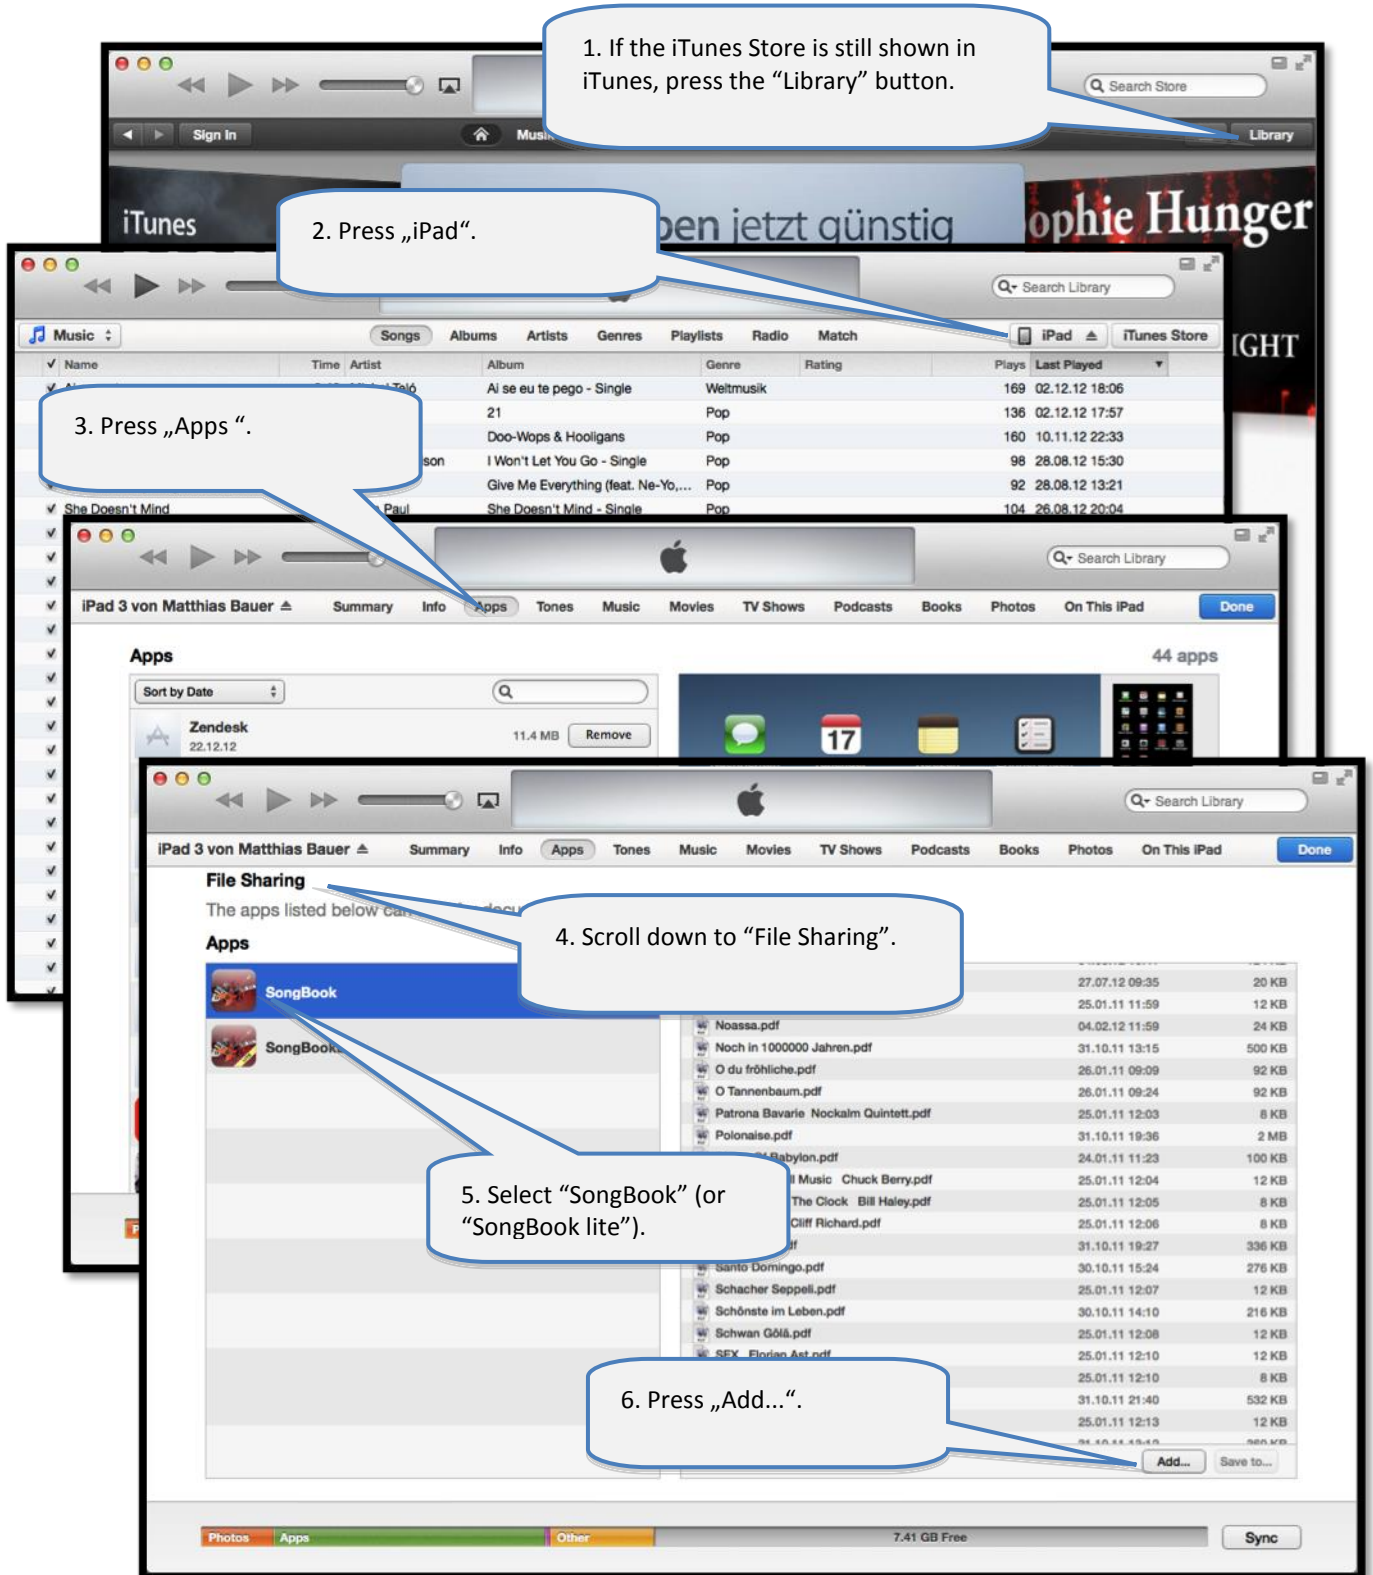 1. If the iTunes Store is still shown in
iTunes, press the “Library” button.
Search Store
Sign In
Library
iTunes
jetzt günstig
ophie Hunger
IGHT
2. Press „iPad“.
Search Library
Music
Songs Albums Artists Genres Playlists Radio Match
iPad
iTunes Store
Name Time Artist Album Genre Rating Plays Last Played
Ai se eu te pego - Single Weltmusik 169 02.12.12 18:06
21 Pop 136 02.12.12 17:57
Doo-Wops & Hooligans Pop 160 10.11.12 22:33
I Won't Let You Go - Single Pop 98 28.08.12 15:30
Give Me Everything (feat. Ne-Yo,... Pop 92 28.08.12 13:21
She Doesn't Mind Paul She Doesn't Mind - Single Pop 104 26.08.12 20:04
3. Press „Apps “.
Search Library
iPad 3 von Matthias Bauer Summary Info Apps Tones Music Movies TV Shows Podcasts Books Photos On This iPad Done
Apps
44 apps
Sort by Date
Zendesk
22.12.12
11.4 MB Remove
17
Search Library
iPad 3 von Matthias Bauer Summary Info Apps Tones Music Movies TV Shows Podcasts Books Photos On This iPad Done
File Sharing
The apps listed below
Apps
4. Scroll down to “File Sharing”.
SongBook
SongBook
5. Select “SongBook” (or
“SongBook lite”).
27.07.12 09:35 20 KB
25.01.11 11:59 12 KB
Noassa.pdf 04.02.12 11:59 24 KB
Noch in 1000000 Jahren.pdf 31.10.11 13:15 500 KB
O du fröhliche.pdf 26.01.11 09:09 92 KB
O Tannenbaum.pdf 26.01.11 09:24 92 KB
Patrona Bavarie Nockalm Quintett.pdf 25.01.11 12:03 8 KB
Polonaise.pdf 31.10.11 19:36 2 MB
Babylon.pdf 24.01.11 11:23 100 KB
Music Chuck Berry.pdf 25.01.11 12:04 12 KB
The Clock Bill Haley.pdf 25.01.11 12:05 8 KB
Cliff Richard.pdf 25.01.11 12:06 8 KB
31.10.11 19:27 336 KB
Santo Domingo.pdf 30.10.11 15:24 276 KB
Schacher Seppeli.pdf 25.01.11 12:07 12 KB
Schönste im Leben.pdf 30.10.11 14:10 216 KB
Schwan Gölä.pdf 25.01.11 12:08 12 KB
SEX Florian Ast.pdf 25.01.11 12:10 12 KB
25.01.11 12:10 8 KB
31.10.11 21:40 532 KB
25.01.11 12:13 12 KB
6. Press „Add...“.
Add... Save to...
Photos Apps Other 7.41 GB Free Sync